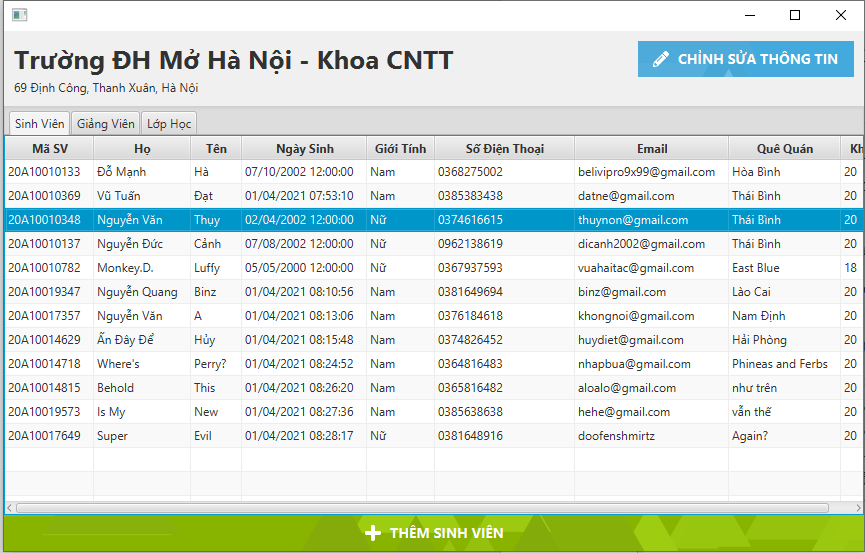 Trường ĐH Mở Hà Nội - Khoa CNTT
69 Định Công, Thanh Xuân, Hà Nội
CHỈNH SỬA THÔNG TIN
Sinh Viên Giảng Viên Lớp Học
Mã SV Họ Tên Ngày Sinh Giới Tính Số Điện Thoại Email Quê Quán Kh
20A10010133 Đỗ Mạnh Hà 07/10/2002 12:00:00 Nam 0368275002 belivipro9x99@gmail.com Hòa Bình 20
20A10010369 Vũ Tuấn Đạt 01/04/2021 07:53:10 Nam 0385383438 datne@gmail.com Thái Bình 20
20A10010348 Nguyễn Văn Thuy 02/04/2002 12:00:00 Nữ 0374616615 thuynon@gmail.com Thái Bình 20
20A10010137 Nguyễn Đức Cảnh 07/08/2002 12:00:00 Nữ 0962138619 dicanh2002@gmail.com Thái Bình 20
20A10010782 Monkey.D. Luffy 05/05/2000 12:00:00 Nữ 0367937593 vuahaitac@gmail.com East Blue 18
20A10019347 Nguyễn Quang Binz 01/04/2021 08:10:56 Nam 0381649694 binz@gmail.com Lào Cai 20
20A10017357 Nguyễn Văn A 01/04/2021 08:13:06 Nam 0376184618 khongnoi@gmail.com Nam Định 20
20A10014629 Ấn Đây Để Hủy 01/04/2021 08:15:48 Nam 0374826452 huydiet@gmail.com Hải Phòng 20
20A10014718 Where's Perry? 01/04/2021 08:24:52 Nam 0364816483 nhapbua@gmail.com Phineas and Ferbs 20
20A10014815 Behold This 01/04/2021 08:26:20 Nam 0365816482 aloalo@gmail.com như trên 20
20A10019573 Is My New 01/04/2021 08:27:36 Nam 0385638638 hehe@gmail.com vẫn thế 20
20A10017649 Super Evil 01/04/2021 08:28:17 Nữ 0381648916 doofenshmirtz Again? 20
THÊM SINH VIÊN